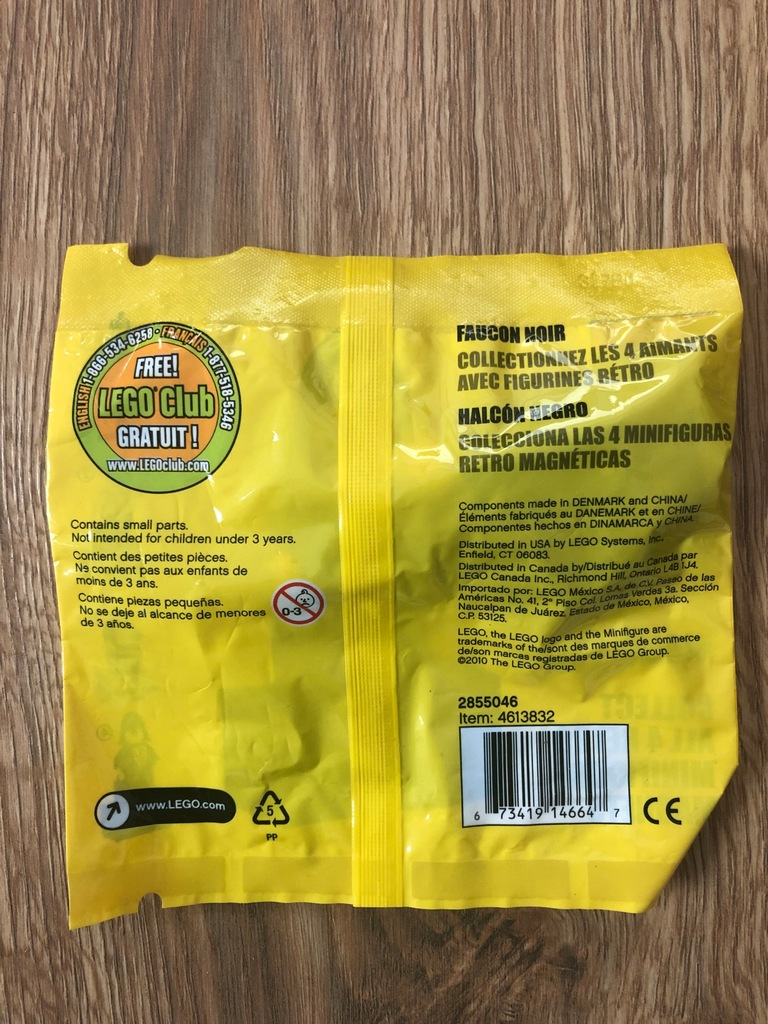 ENGLISH 1-866-534-6258 • FRANÇAIS 1-877-518-5346
FREE!
LEGO Club
GRATUIT !
www.LEGOclub.com
Contains small parts.
Not intended for children under 3 years.
Contient des petites pièces.
Ne convient pas aux enfants de
moins de 3 ans.
Contiene piezas pequeñas.
No se deje al alcance de menores
de 3 años.
0-3
www.LEGO.com
5
PP
FAUCON NOIR
COLLECTIONNEZ LES 4 AIMANTS
AVEC FIGURINES RÉTRO
HALCÓN NEGRO
COLECCIONA LAS 4 MINIFIGURAS
RETRO MAGNÉTICAS
Components made in DENMARK and CHINA/
Éléments fabriqués au DANEMARK et en CHINE/
Componentes hechos en DINAMARCA y CHINA.
Distributed in USA by LEGO Systems, Inc.,
Enfield, CT 06083.
Distributed in Canada by/Distribué au Canada par
LEGO Canada Inc., Richmond Hill, Ontario L4B 1J4.
Importado por: LEGO México S.A. de C.V. Paseo de las
Américas No. 41, 2° Piso Col. Lomas Verdes 3a. Sección
Naucalpan de Juárez, Estado de México, México,
C.P. 53125.
LEGO, the LEGO logo and the Minifigure are
trademarks of the/sont des marques de commerce
de/son marcas registradas de LEGO Group.
©2010 The LEGO Group.
2855046
Item: 4613832
6 73419 14664 7
CE